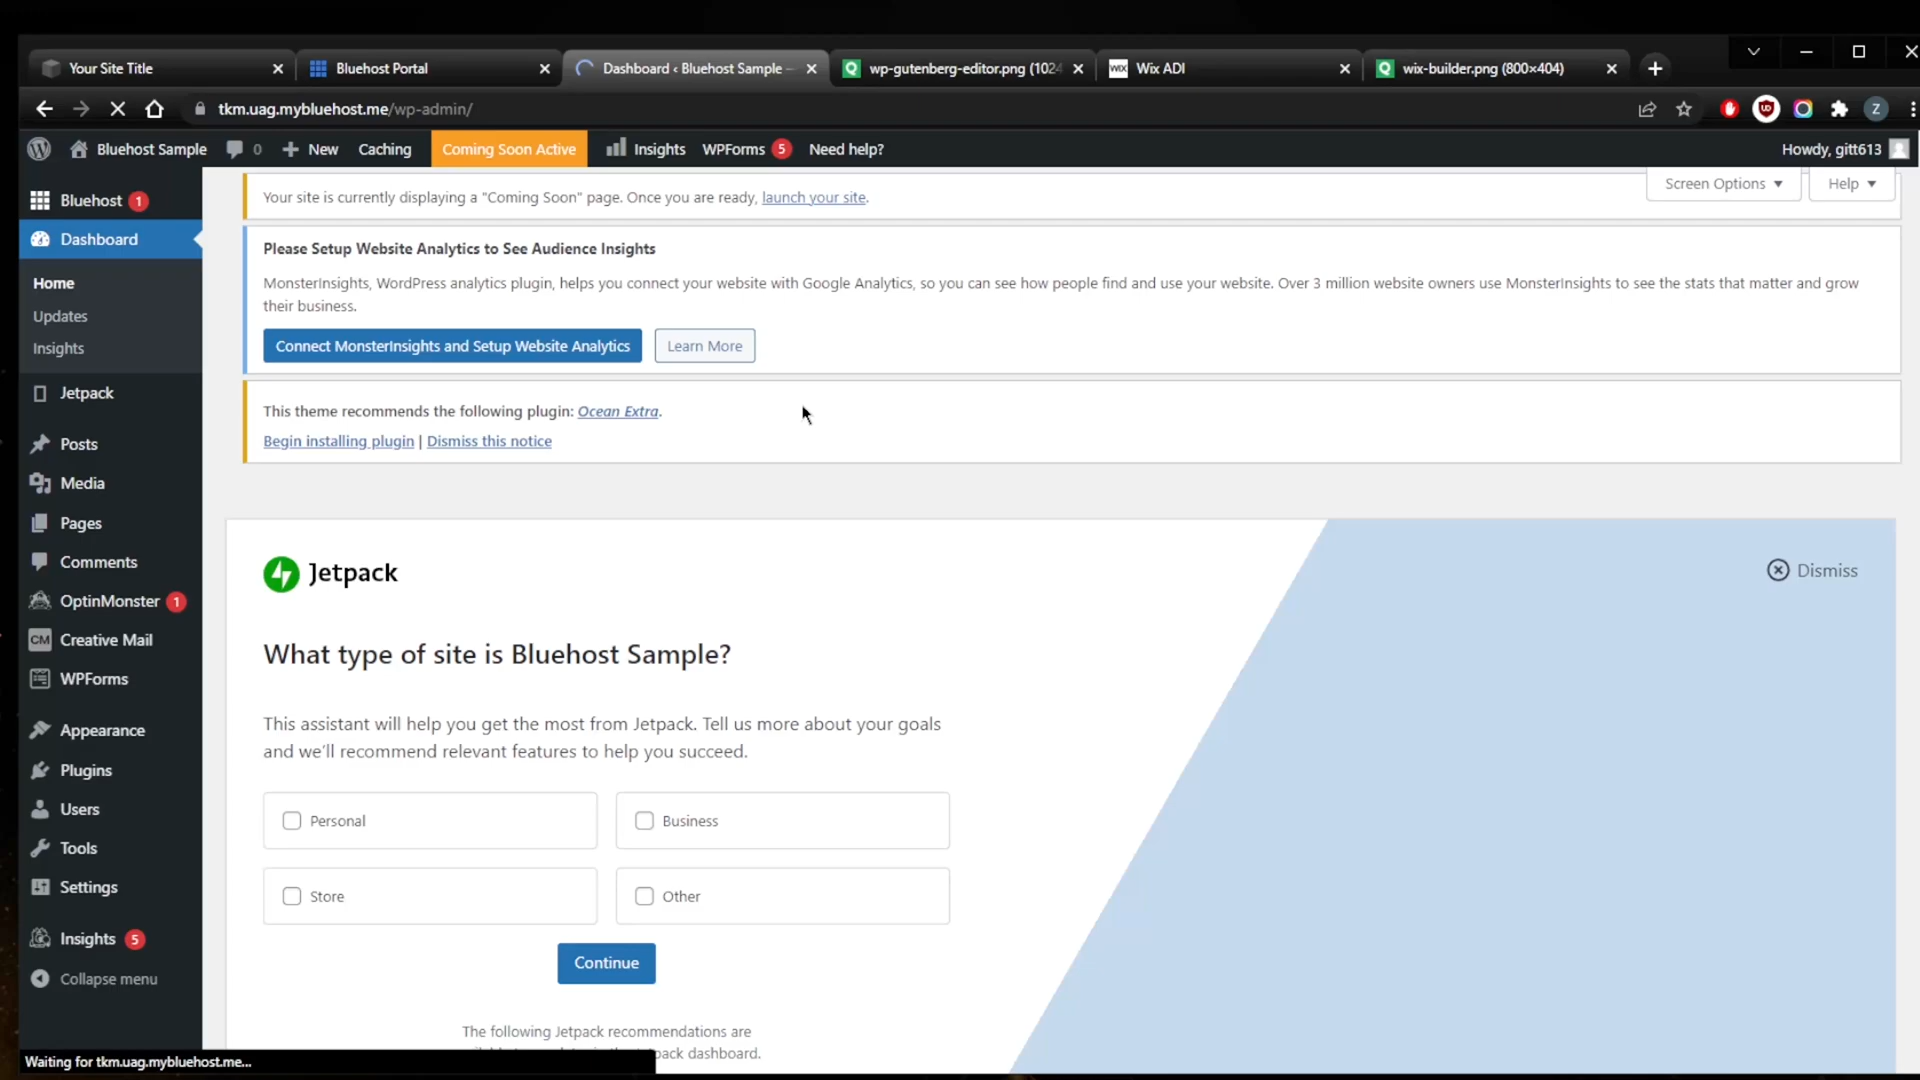 Your Site Title
Bluehost Portal
Dashboard ‹ Bluehost Sample –
wp-gutenberg-editor.png (1024
WIX Wix ADI
wix-builder.png (800×404)
tkm.uag.mybluehost.me/wp-admin/
Z
Bluehost Sample 0 New Caching Coming Soon Active Insights WPForms 5 Need help? Howdy, gitt613
Screen Options Help
Your site is currently displaying a "Coming Soon" page. Once you are ready, launch your site.
Bluehost 1
Dashboard
Home
Updates
Insights
Jetpack
Posts
Media
Pages
Comments
OptinMonster 1
CM Creative Mail
WPForms
Appearance
Plugins
Users
Tools
Settings
Insights 5
Collapse menu
Please Setup Website Analytics to See Audience Insights
MonsterInsights, WordPress analytics plugin, helps you connect your website with Google Analytics, so you can see how people find and use your website. Over 3 million website owners use MonsterInsights to see the stats that matter and grow
their business.
Connect MonsterInsights and Setup Website Analytics Learn More
This theme recommends the following plugin: Ocean Extra.
Begin installing plugin | Dismiss this notice
Jetpack
Dismiss
What type of site is Bluehost Sample?
This assistant will help you get the most from Jetpack. Tell us more about your goals
and we'll recommend relevant features to help you succeed.
Personal Business
Store Other
Continue
The following Jetpack recommendations are
pack dashboard.
Waiting for tkm.uag.mybluehost.me...